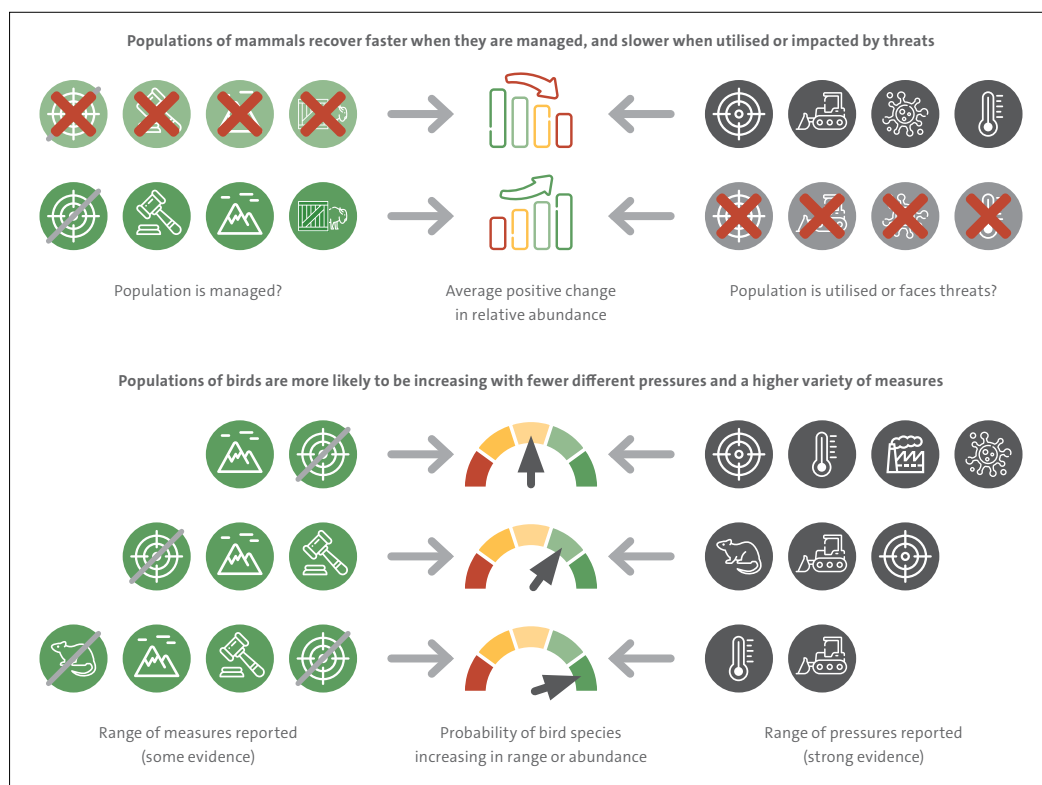 Populations of mammals recover faster when they are managed, and slower when utilised or impacted by threats
Population is managed?
Average positive change
in relative abundance
Population is utilised or faces threats?
Populations of birds are more likely to be increasing with fewer different pressures and a higher variety of measures
Range of measures reported
(some evidence)
Probability of bird species
increasing in range or abundance
Range of pressures reported
(strong evidence)